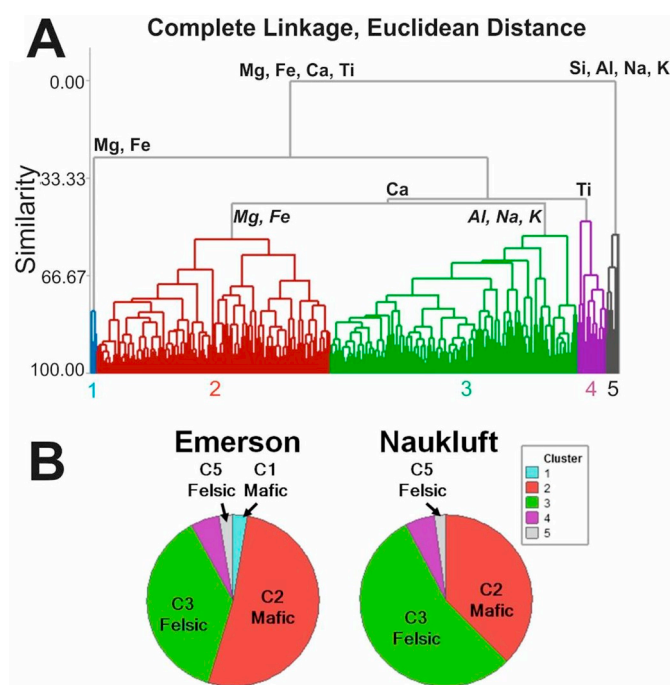 A
Complete Linkage, Euclidean Distance
Mg, Fe, Ca, Ti
Si, Al, Na, K
0.00
Mg, Fe
33.33
Ca
Ti
Mg, Fe
Al, Na, K
Similarity
66.67
100.00
1
2
3
4
5
B
Emerson
Naukluft
C5
Felsic
C1
Mafic
C2
Mafic
C3
Felsic
C5
Felsic
C2
Mafic
C3
Felsic
Cluster
1
2
3
4
5